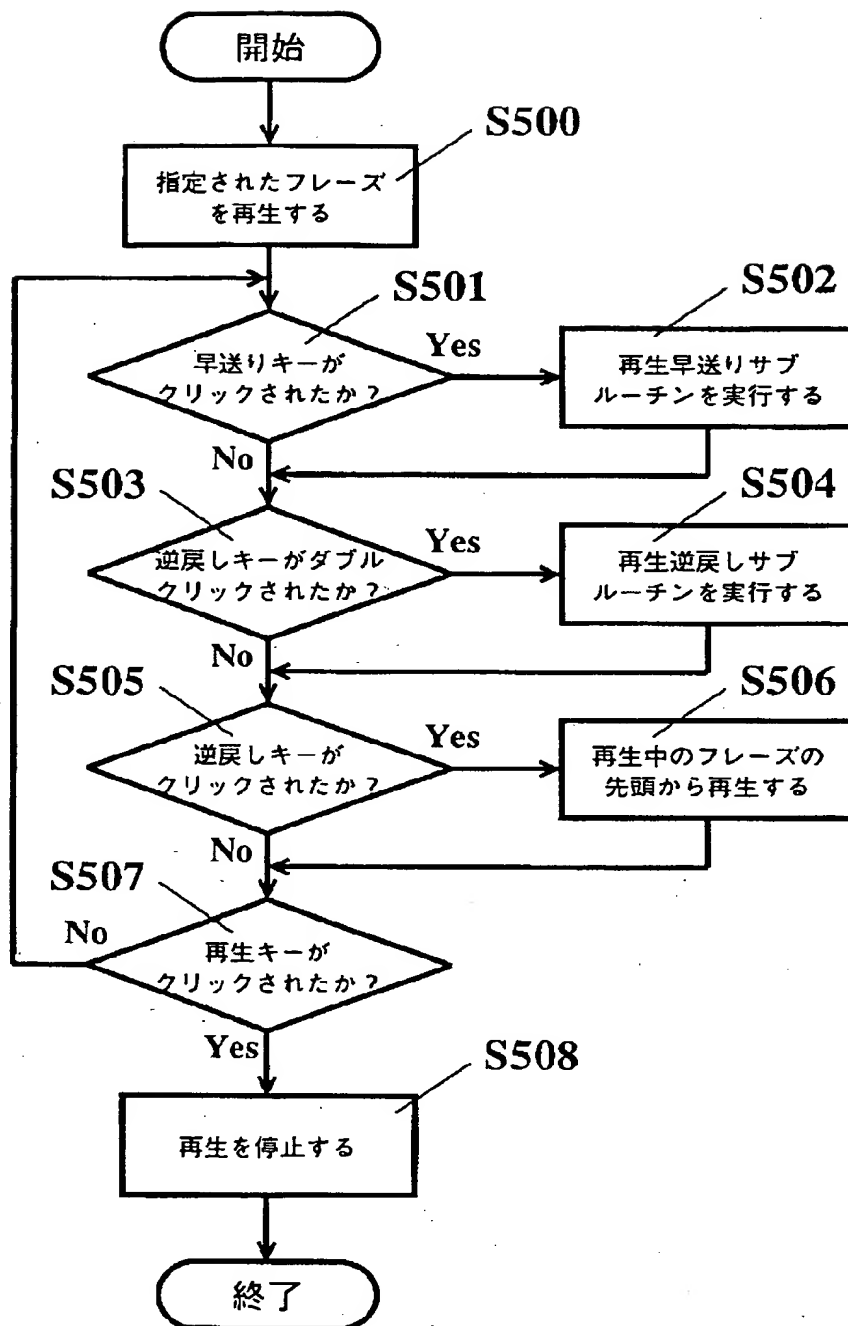 開始
S500
指定されたフレーズ
を再生する
S501
早送りキーが
クリックされたか?
Yes
No
S502
再生早送りサブ
ルーチンを実行する
S503
逆戻しキーがダブル
クリックされたか?
Yes
No
S504
再生逆戻しサブ
ルーチンを実行する
S505
逆戻しキーが
クリックされたか?
Yes
No
S506
再生中のフレーズの
先頭から再生する
S507
No
再生キーが
クリックされたか?
Yes
S508
再生を停止する
終了